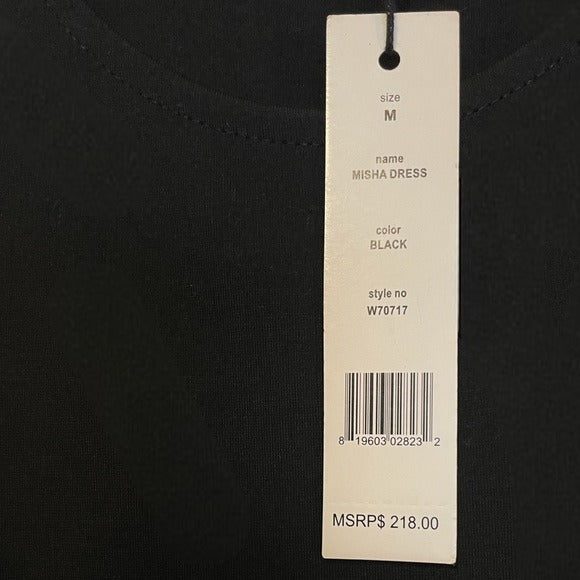 size
M
name
MISHA DRESS
color
BLACK
style no
W70717
8 19603 02823 2
MSRP$ 218.00